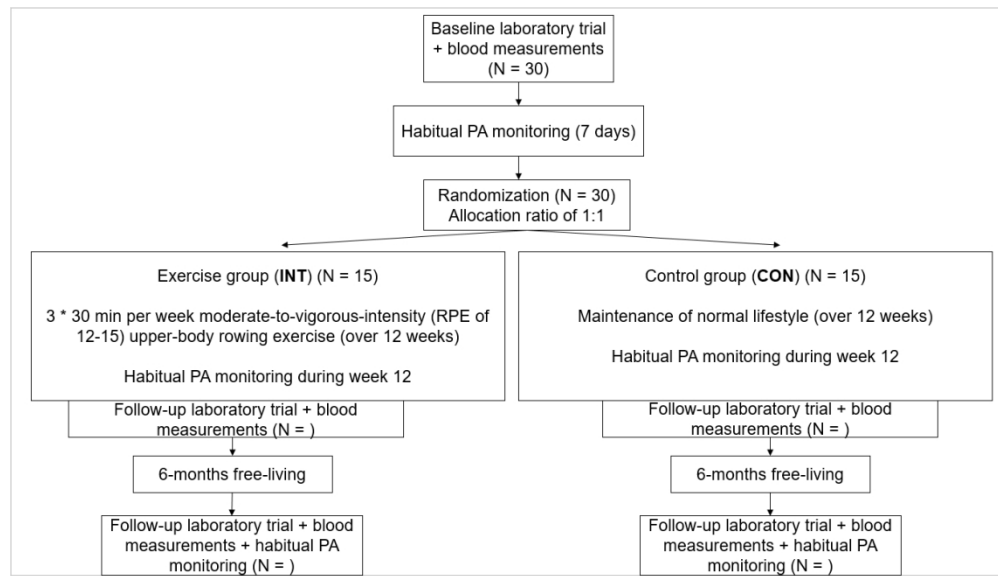 Baseline laboratory trial
+ blood measurements
(N = 30)
Habitual PA monitoring (7 days)
Randomization (N = 30)
Allocation ratio of 1:1
Exercise group (INT) (N = 15)
3 * 30 min per week moderate-to-vigorous-intensity (RPE of
12-15) upper-body rowing exercise (over 12 weeks)
Habitual PA monitoring during week 12
Follow-up laboratory trial + blood
measurements (N = )
6-months free-living
Follow-up laboratory trial + blood
measurements + habitual PA
monitoring (N = )
Control group (CON) (N = 15)
Maintenance of normal lifestyle (over 12 weeks)
Habitual PA monitoring during week 12
Follow-up laboratory trial + blood
measurements (N = )
6-months free-living
Follow-up laboratory trial + blood
measurements + habitual PA
monitoring (N = )